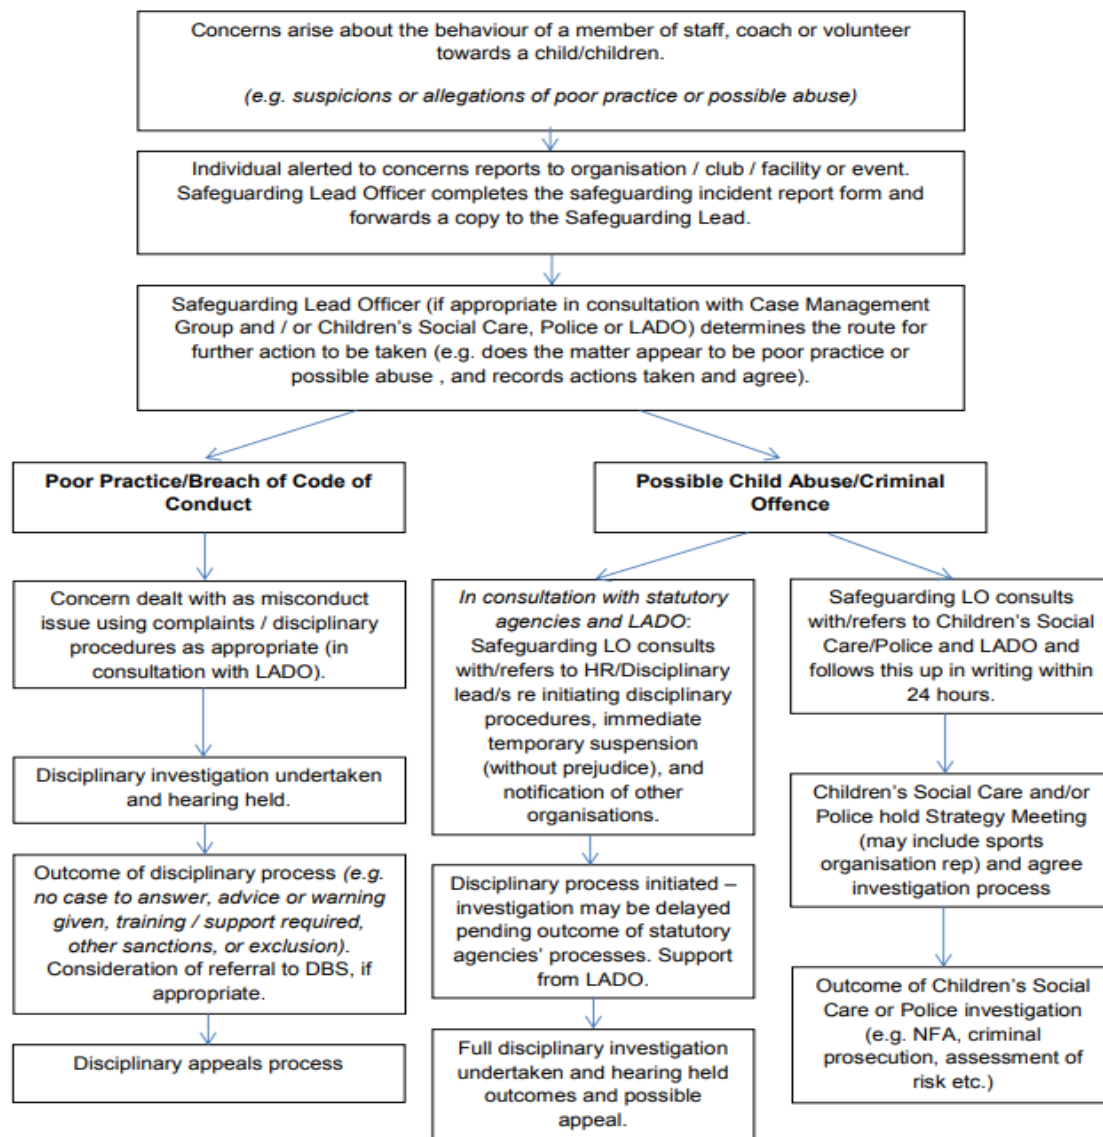 Concerns arise about the behaviour of a member of staff, coach or volunteer
towards a child/children.
(e.g. suspicions or allegations of poor practice or possible abuse)
Individual alerted to concerns reports to organisation / club / facility or event.
Safeguarding Lead Officer completes the safeguarding incident report form and
forwards a copy to the Safeguarding Lead.
Safeguarding Lead Officer (if appropriate in consultation with Case Management
Group and / or Children's Social Care, Police or LADO) determines the route for
further action to be taken (e.g. does the matter appear to be poor practice or
possible abuse , and records actions taken and agree).
Poor Practice/Breach of Code of
Conduct
Concern dealt with as misconduct
issue using complaints / disciplinary
procedures as appropriate (in
consultation with LADO).
Disciplinary investigation undertaken
and hearing held.
Outcome of disciplinary process (e.g.
no case to answer, advice or warning
given, training / support required,
other sanctions, or exclusion).
Consideration of referral to DBS, if
appropriate.
Disciplinary appeals process
Possible Child Abuse/Criminal
Offence
In consultation with statutory
agencies and LADO:
Safeguarding LO consults
with/refers to HR/Disciplinary
lead/s re initiating disciplinary
procedures, immediate
temporary suspension
(without prejudice), and
notification of other
organisations.
Disciplinary process initiated –
investigation may be delayed
pending outcome of statutory
agencies' processes. Support
from LADO.
Full disciplinary investigation
undertaken and hearing held
outcomes and possible
appeal.
Safeguarding LO consults
with/refers to Children's Social
Care/Police and LADO and
follows this up in writing within
24 hours.
Children's Social Care and/or
Police hold Strategy Meeting
(may include sports
organisation rep) and agree
investigation process
Outcome of Children's Social
Care or Police investigation
(e.g. NFA, criminal
prosecution, assessment of
risk etc.)